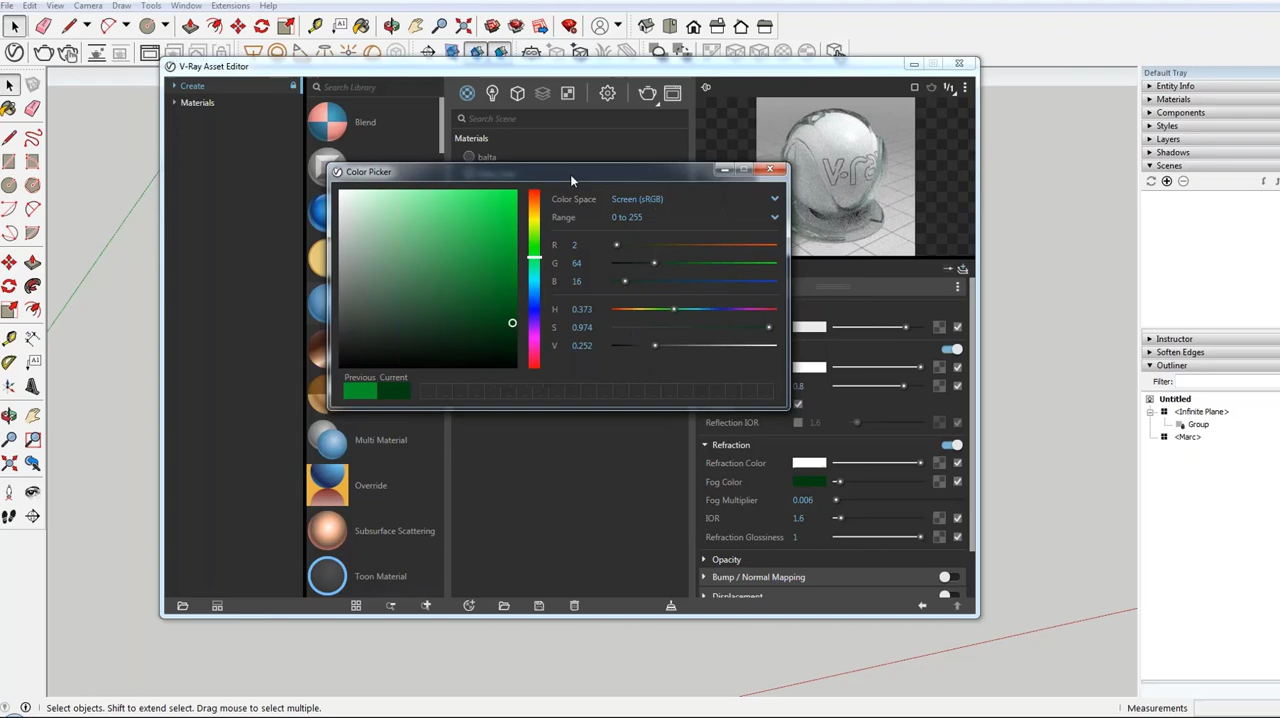 File Edit View Camera Draw Tools Window Extensions Help
V-Ray Asset Editor
Default Tray
Entity Info
Materials
Components
Styles
Layers
Shadows
Scenes
Create
Materials
Search Library
Blend
Search Scene
Materials
balta
Color Picker
Color Space Screen (sRGB)
Range 0 to 255
R 2
G 64
B 16
H 0.373
S 0.974
V 0.252
Previous Current
0.8
Reflection IOR 1.6
Refraction
Refraction Color
Fog Color
Fog Multiplier 0.006
IOR 1.6
Refraction Glossiness 1
Opacity
Bump / Normal Mapping
Displacement
Multi Material
Override
Subsurface Scattering
Toon Material
Instructor
Soften Edges
Outliner
Filter:
Untitled
<Infinite Plane>
Group
<Marc>
Select objects. Shift to extend select. Drag mouse to select multiple.
Measurements